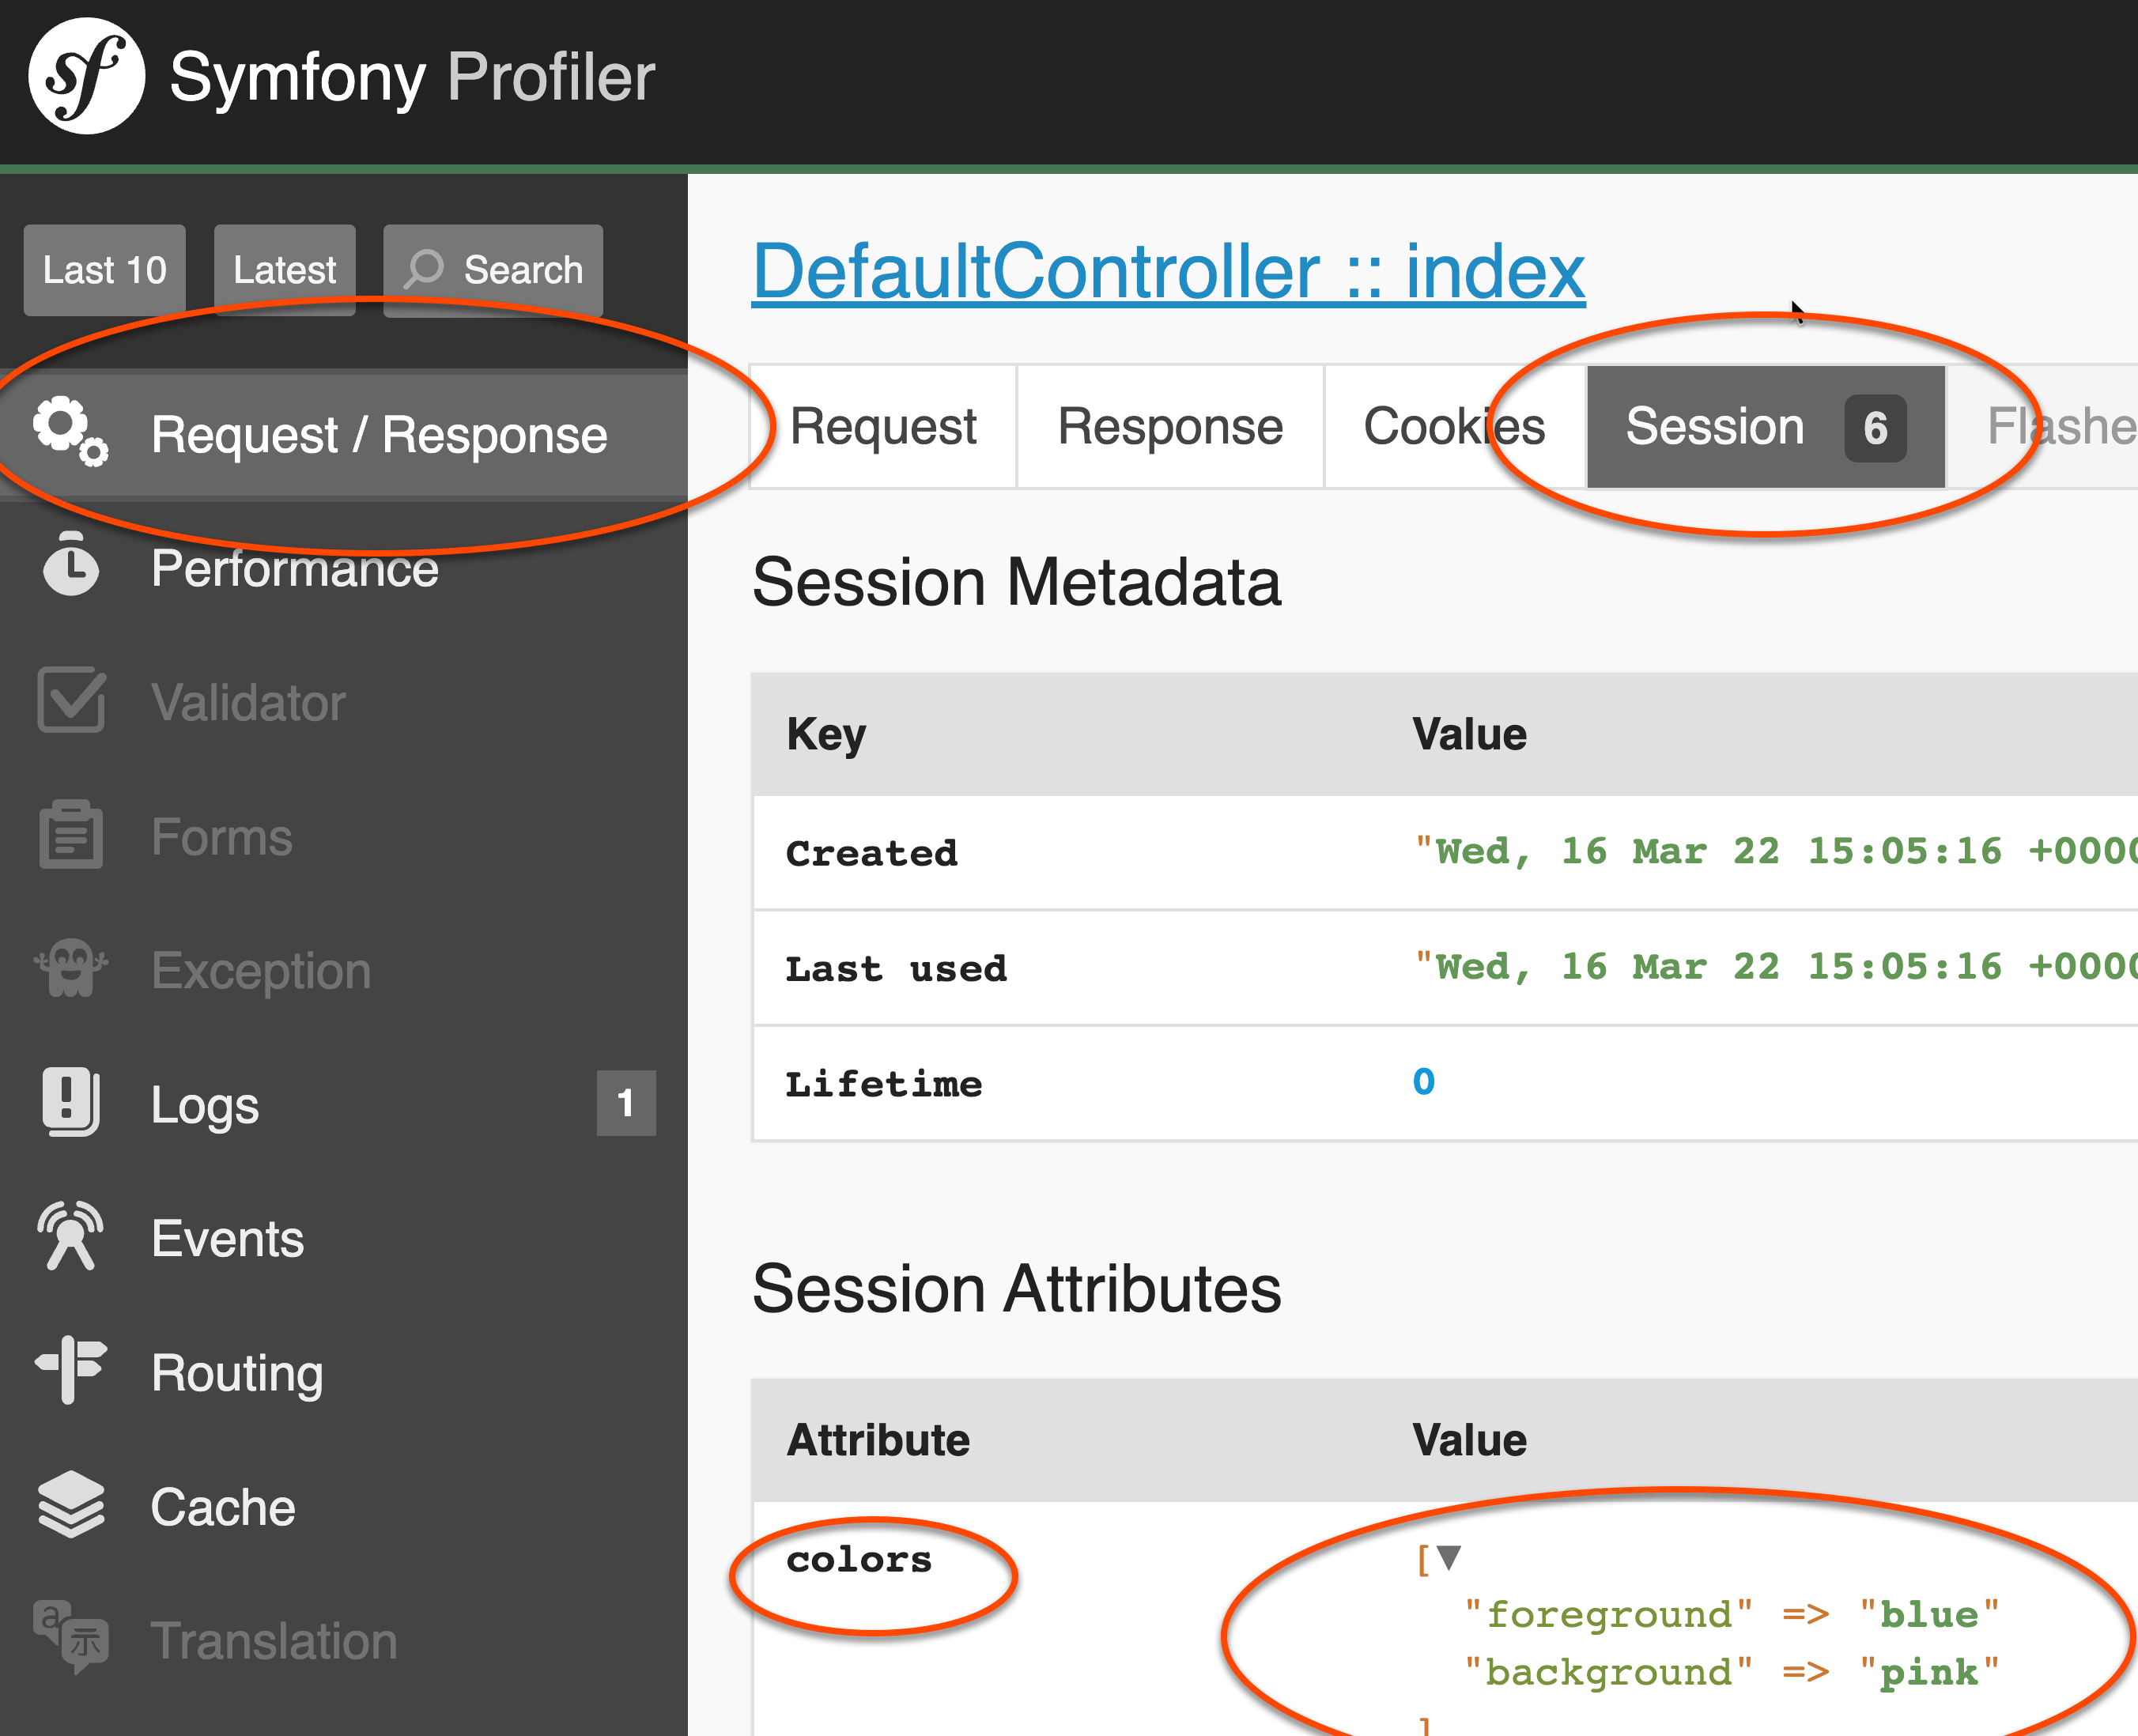 Symfony Profiler
Last 10
Latest
Search
Request / Response
Performance
Validator
Forms
Exception
Logs 1
Events
Routing
Cache
Translation
DefaultController :: index
Request Response Cookies Session 6 Flashe
Session Metadata
Key Value
Created "Wed, 16 Mar 22 15:05:16 +0000
Last used "Wed, 16 Mar 22 15:05:16 +0000
Lifetime 0
Session Attributes
Attribute Value
colors [▼
"foreground" => "blue"
"background" => "pink"
]